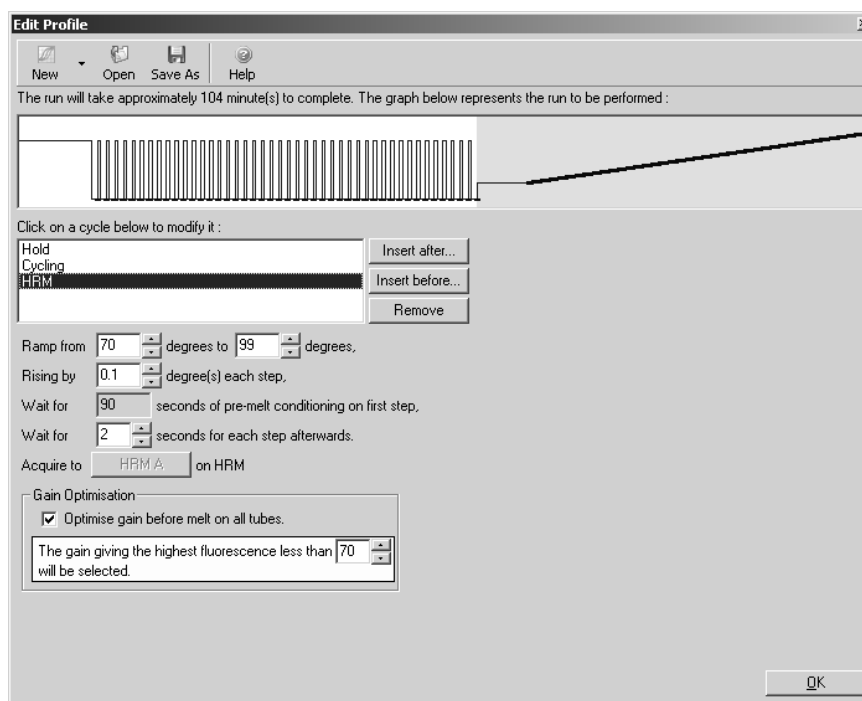 Edit Profile
New Open Save As Help
The run will take approximately 104 minute(s) to complete. The graph below represents the run to be performed :
Click on a cycle below to modify it :
Hold
Cycling
HRM
Insert after...
Insert before...
Remove
Ramp from 70 degrees to 99 degrees,
Rising by 0.1 degree(s) each step,
Wait for 90 seconds of pre-melt conditioning on first step,
Wait for 2 seconds for each step afterwards.
Acquire to HRM A on HRM
Gain Optimisation
Optimise gain before melt on all tubes.
The gain giving the highest fluorescence less than 70
will be selected.
OK